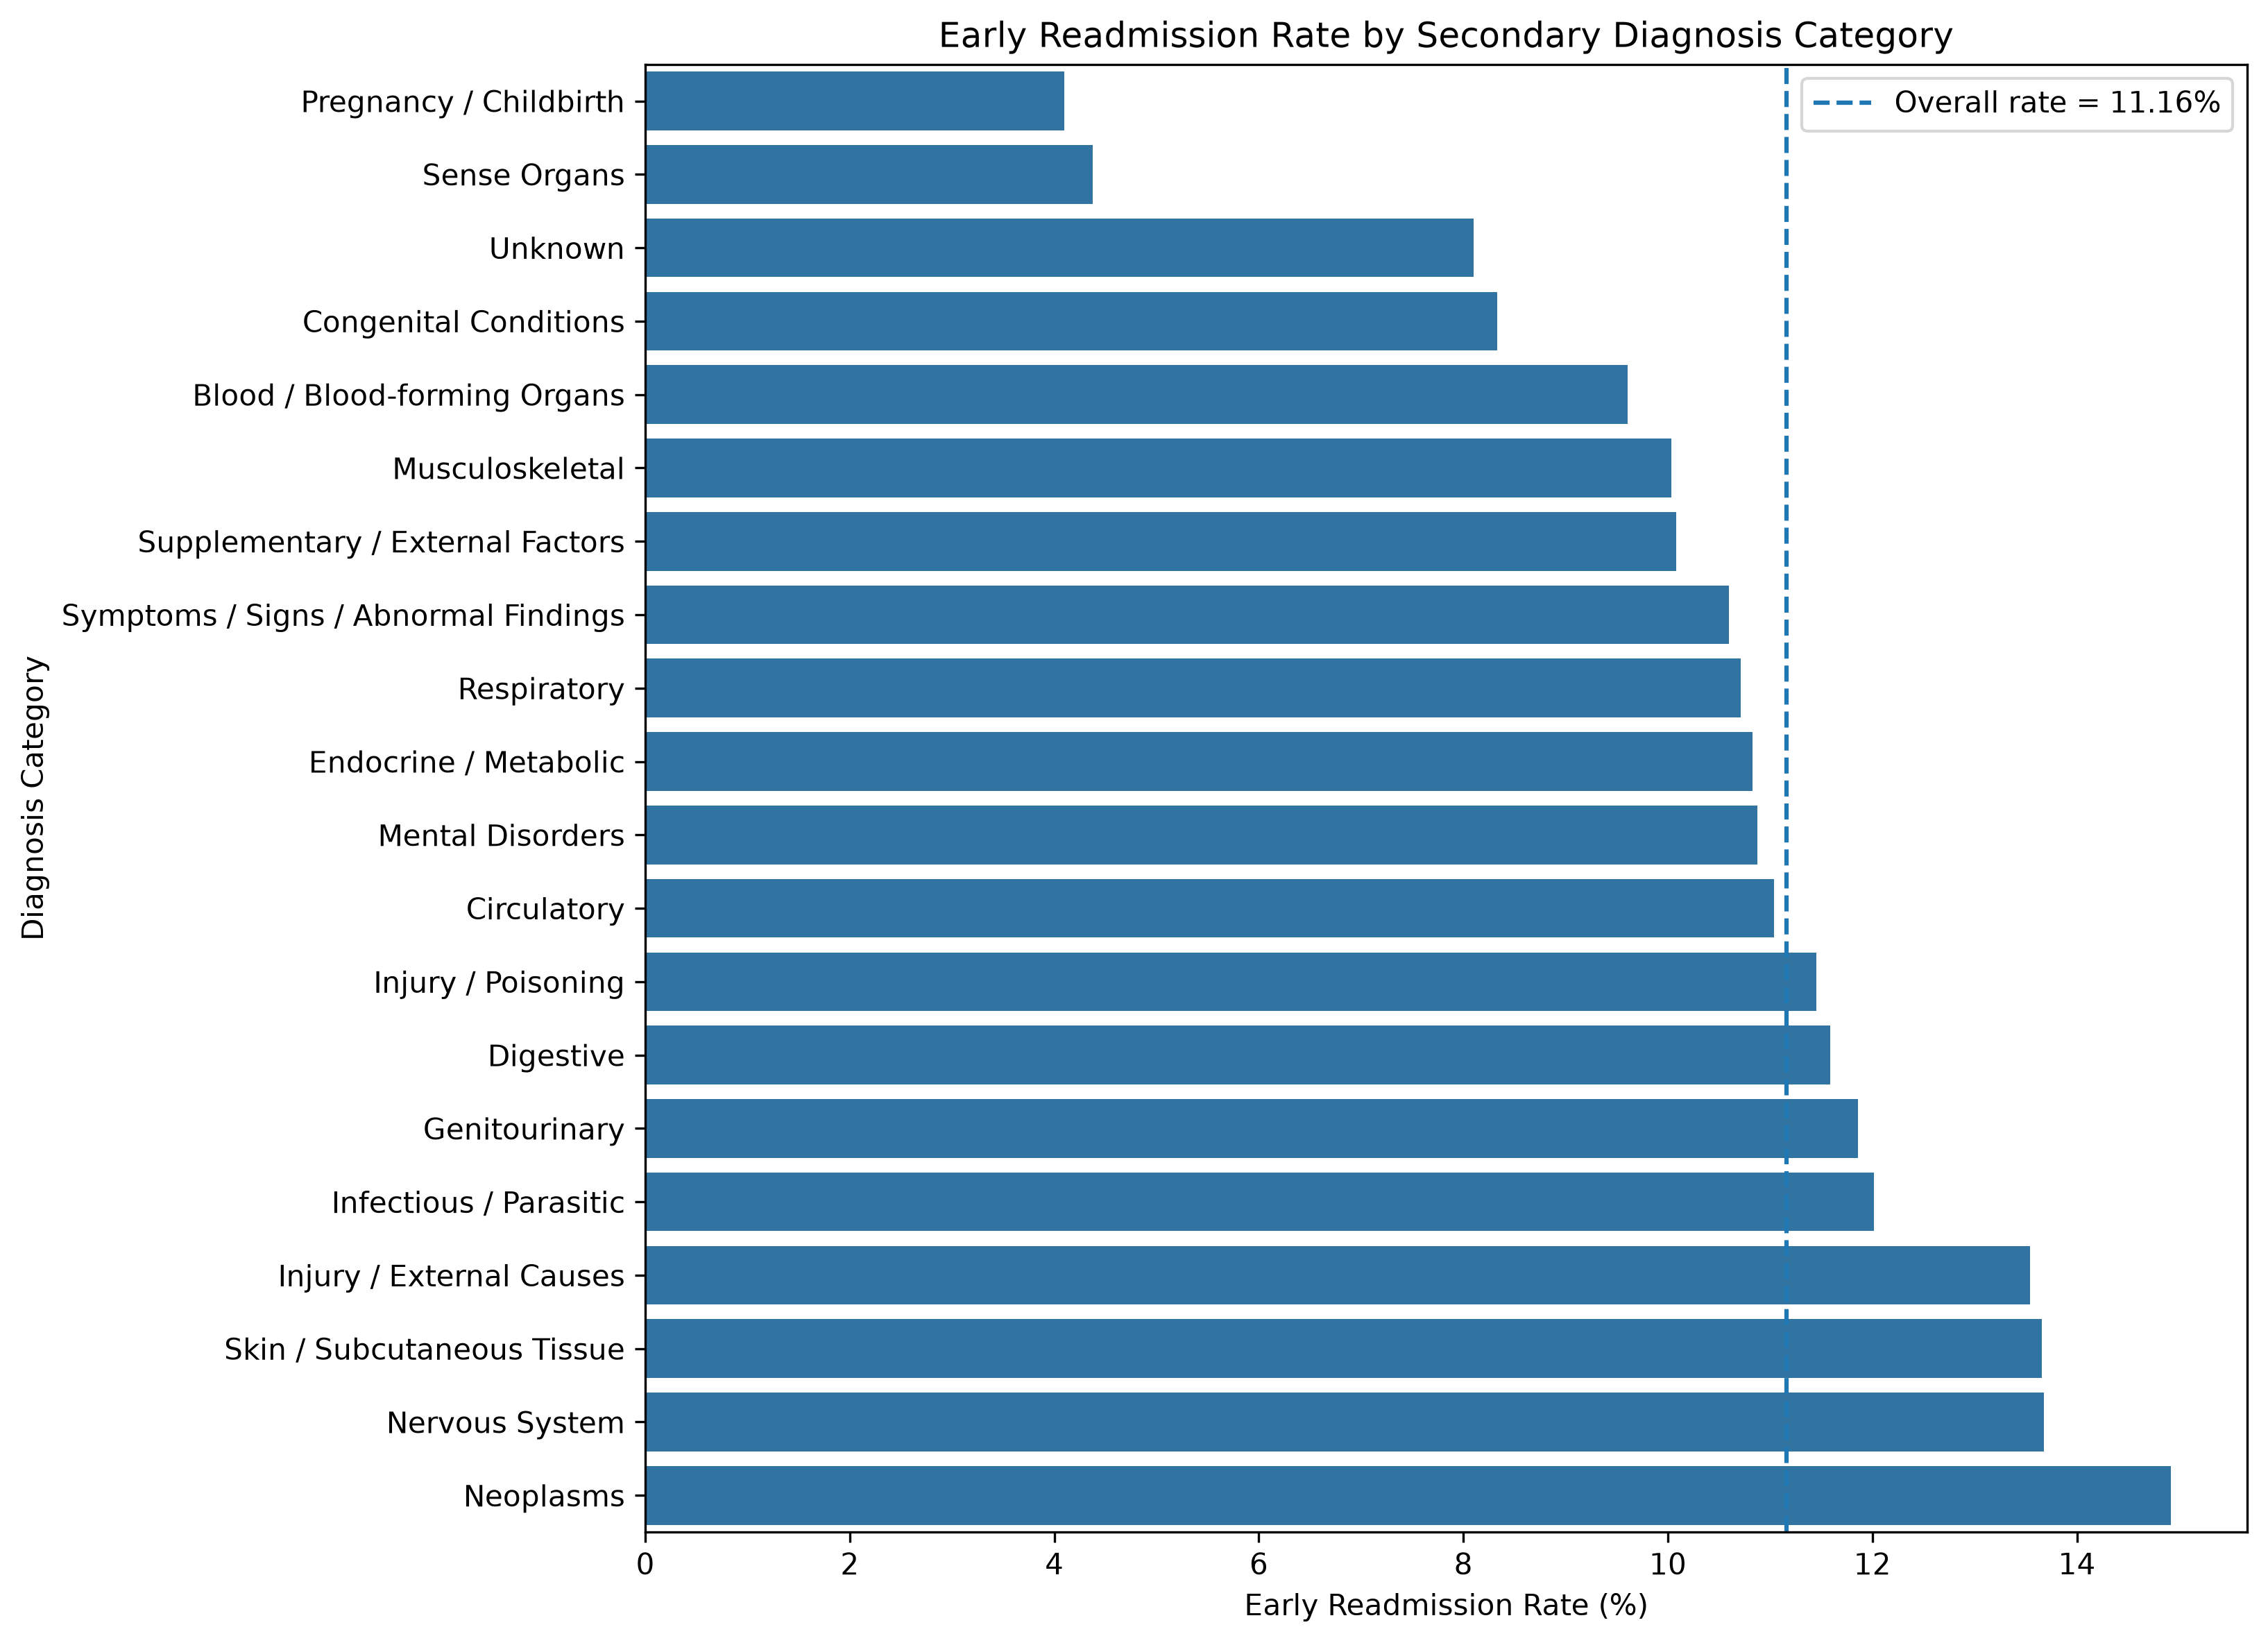 Early Readmission Rate by Secondary Diagnosis Category
Overall rate = 11.16%
Diagnosis Category
Pregnancy / Childbirth
Sense Organs
Unknown
Congenital Conditions
Blood / Blood-forming Organs
Musculoskeletal
Supplementary / External Factors
Symptoms / Signs / Abnormal Findings
Respiratory
Endocrine / Metabolic
Mental Disorders
Circulatory
Injury / Poisoning
Digestive
Genitourinary
Infectious / Parasitic
Injury / External Causes
Skin / Subcutaneous Tissue
Nervous System
Neoplasms
0 2 4 6 8 10 12 14
Early Readmission Rate (%)